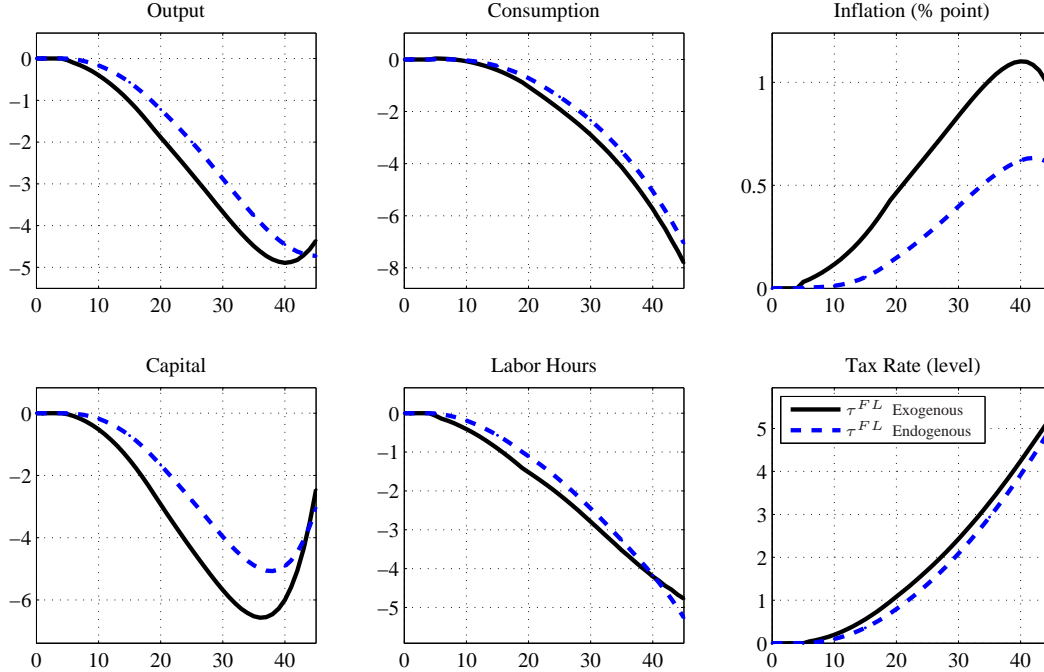 Output
Consumption
Inflation (% point)
0
−1
−2
−3
−4
−5
0 10 20 30 40
0
−2
−4
−6
−8
0 10 20 30 40
1
0.5
0
0 10 20 30 40
Capital
Labor Hours
Tax Rate (level)
0
−2
−4
−6
0 10 20 30 40
0
−1
−2
−3
−4
−5
0 10 20 30 40
5
4
3
2
1
0
0 10 20 30 40
τ^{FL} Exogenous
τ^{FL} Endogenous